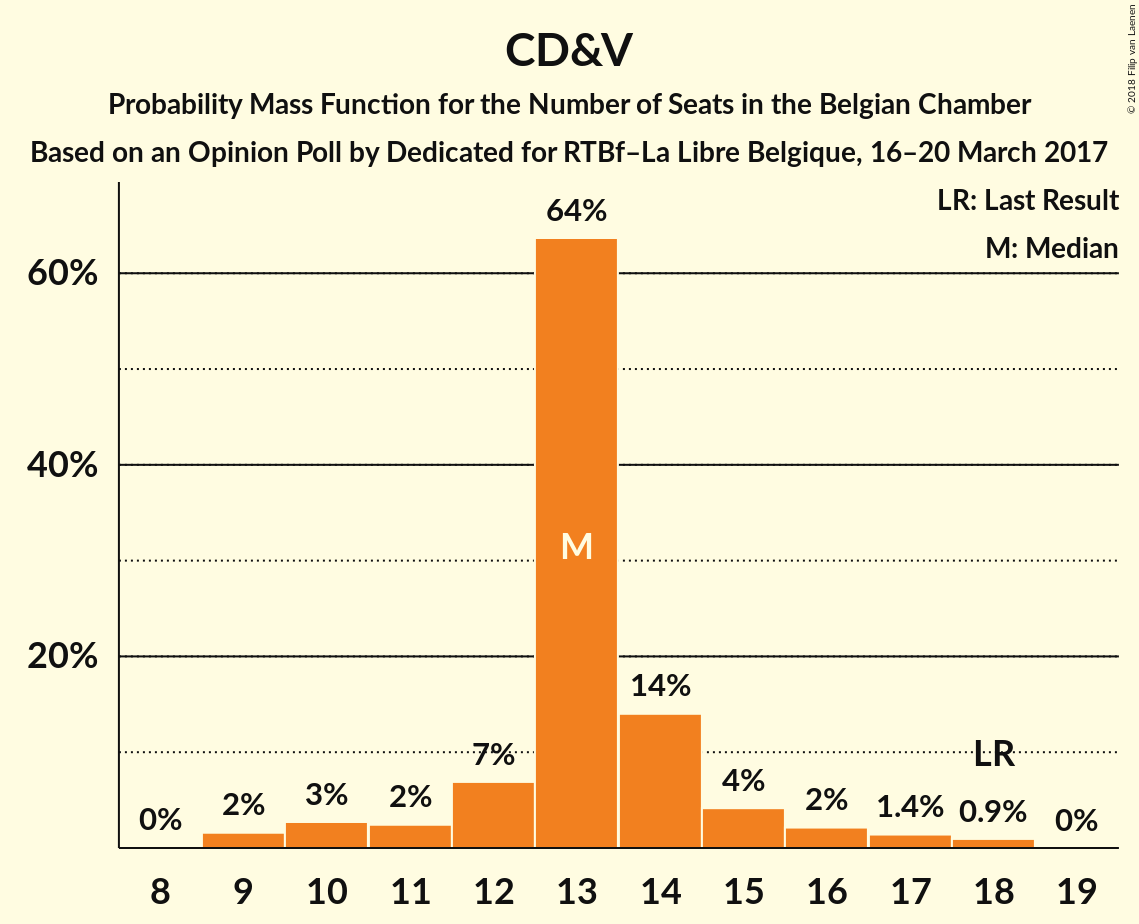 CD&V
Probability Mass Function for the Number of Seats in the Belgian Chamber
Based on an Opinion Poll by Dedicated for RTBf–La Libre Belgique, 16–20 March 2017
© 2018 Filip van Laenen
LR: Last Result
M: Median
60%
40%
20%
0%
2%
3%
2%
7%
64%
M
14%
4%
2%
1.4%
LR
0.9%
0%
8 9 10 11 12 13 14 15 16 17 18 19